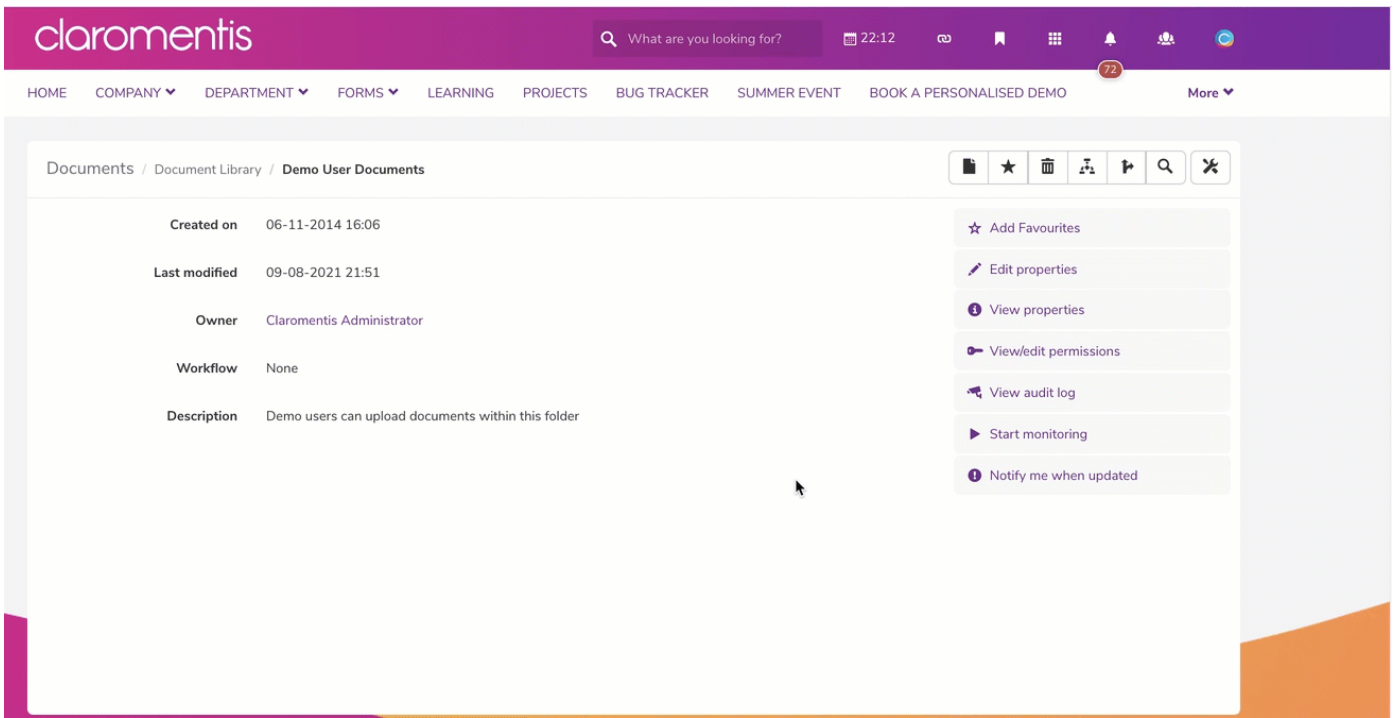 claromentis
What are you looking for?
22:12
72
HOME COMPANY DEPARTMENT FORMS LEARNING PROJECTS BUG TRACKER SUMMER EVENT BOOK A PERSONALISED DEMO More
Documents / Document Library / Demo User Documents
Created on 06-11-2014 16:06
Last modified 09-08-2021 21:51
Owner Claromentis Administrator
Workflow None
Description Demo users can upload documents within this folder
Add Favourites
Edit properties
View properties
View/edit permissions
View audit log
Start monitoring
Notify me when updated